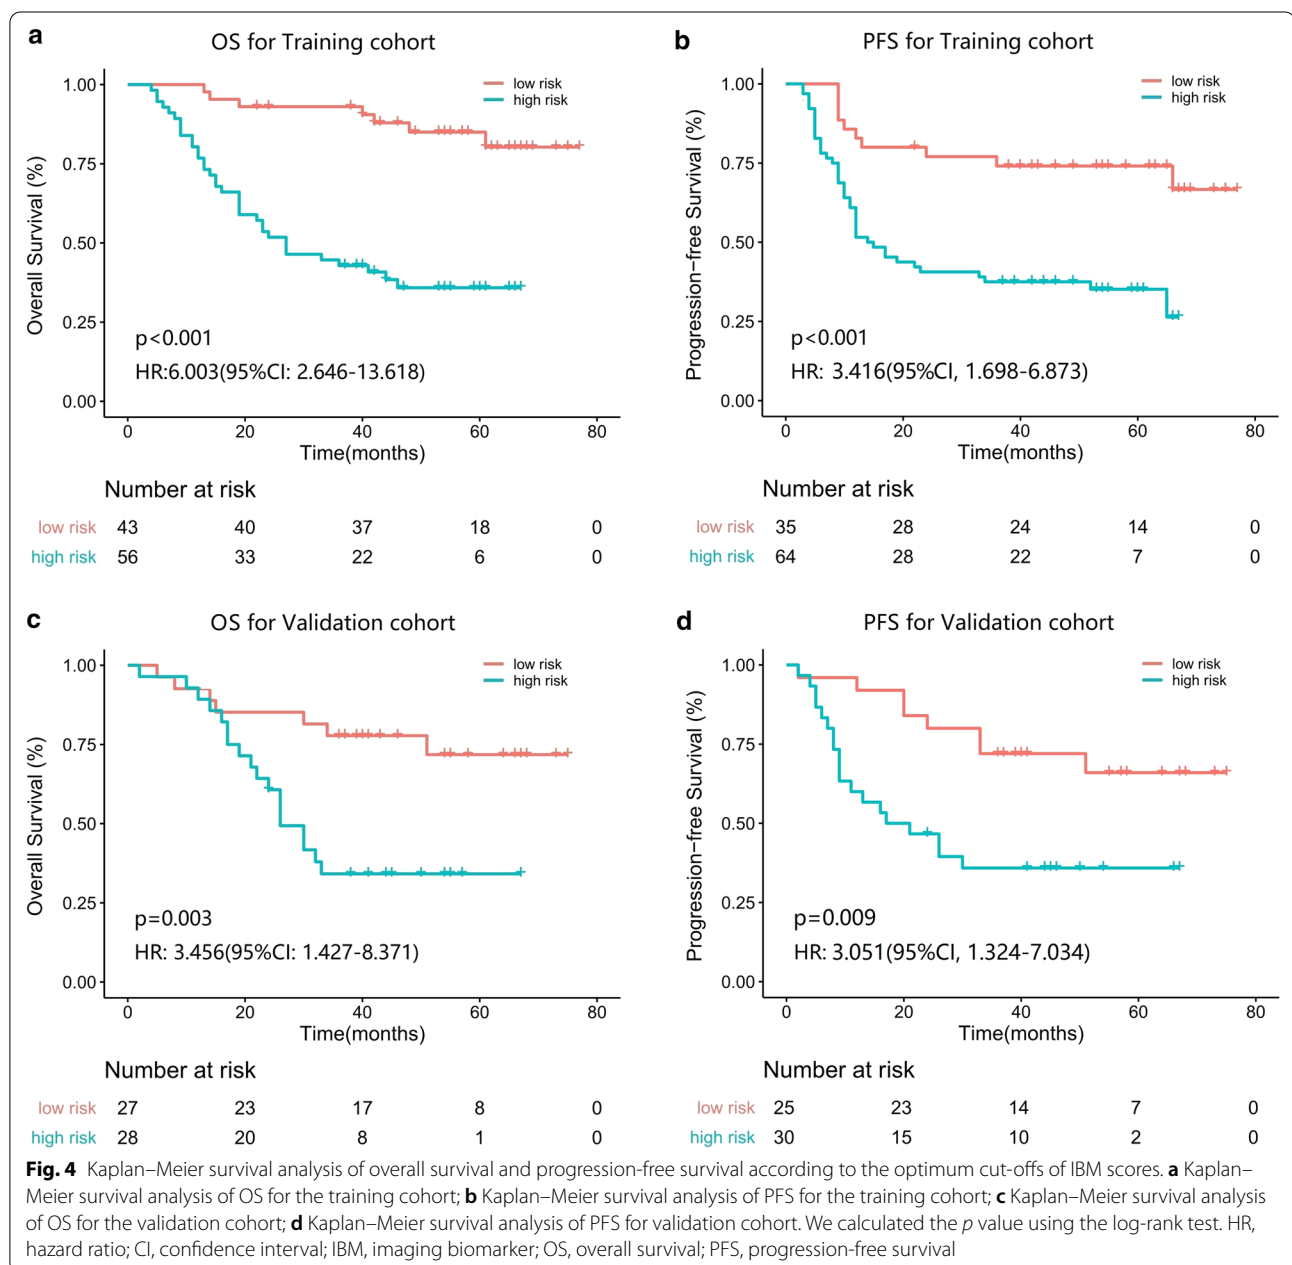 a
OS for Training cohort
low risk
high risk
Overall Survival (%)
1.00
0.75
0.50
0.25
0.00
p<0.001
HR:6.003(95%CI: 2.646-13.618)
0 20 40 60 80
Time(months)
Number at risk
low risk 43 40 37 18 0
high risk 56 33 22 6 0
b
PFS for Training cohort
low risk
high risk
Progression−free Survival (%)
1.00
0.75
0.50
0.25
0.00
p<0.001
HR: 3.416(95%CI, 1.698-6.873)
0 20 40 60 80
Time(months)
Number at risk
low risk 35 28 24 14 0
high risk 64 28 22 7 0
c
OS for Validation cohort
low risk
high risk
Overall Survival (%)
1.00
0.75
0.50
0.25
0.00
p=0.003
HR: 3.456(95%CI: 1.427-8.371)
0 20 40 60 80
Time(months)
Number at risk
low risk 27 23 17 8 0
high risk 28 20 8 1 0
d
PFS for Validation cohort
low risk
high risk
Progression−free Survival (%)
1.00
0.75
0.50
0.25
0.00
p=0.009
HR: 3.051(95%CI, 1.324-7.034)
0 20 40 60 80
Time(months)
Number at risk
low risk 25 23 14 7 0
high risk 30 15 10 2 0
Fig. 4 Kaplan–Meier survival analysis of overall survival and progression-free survival according to the optimum cut-offs of IBM scores. a Kaplan–
Meier survival analysis of OS for the training cohort; b Kaplan–Meier survival analysis of PFS for the training cohort; c Kaplan–Meier survival analysis
of OS for the validation cohort; d Kaplan–Meier survival analysis of PFS for validation cohort. We calculated the p value using the log-rank test. HR,
hazard ratio; CI, confidence interval; IBM, imaging biomarker; OS, overall survival; PFS, progression-free survival